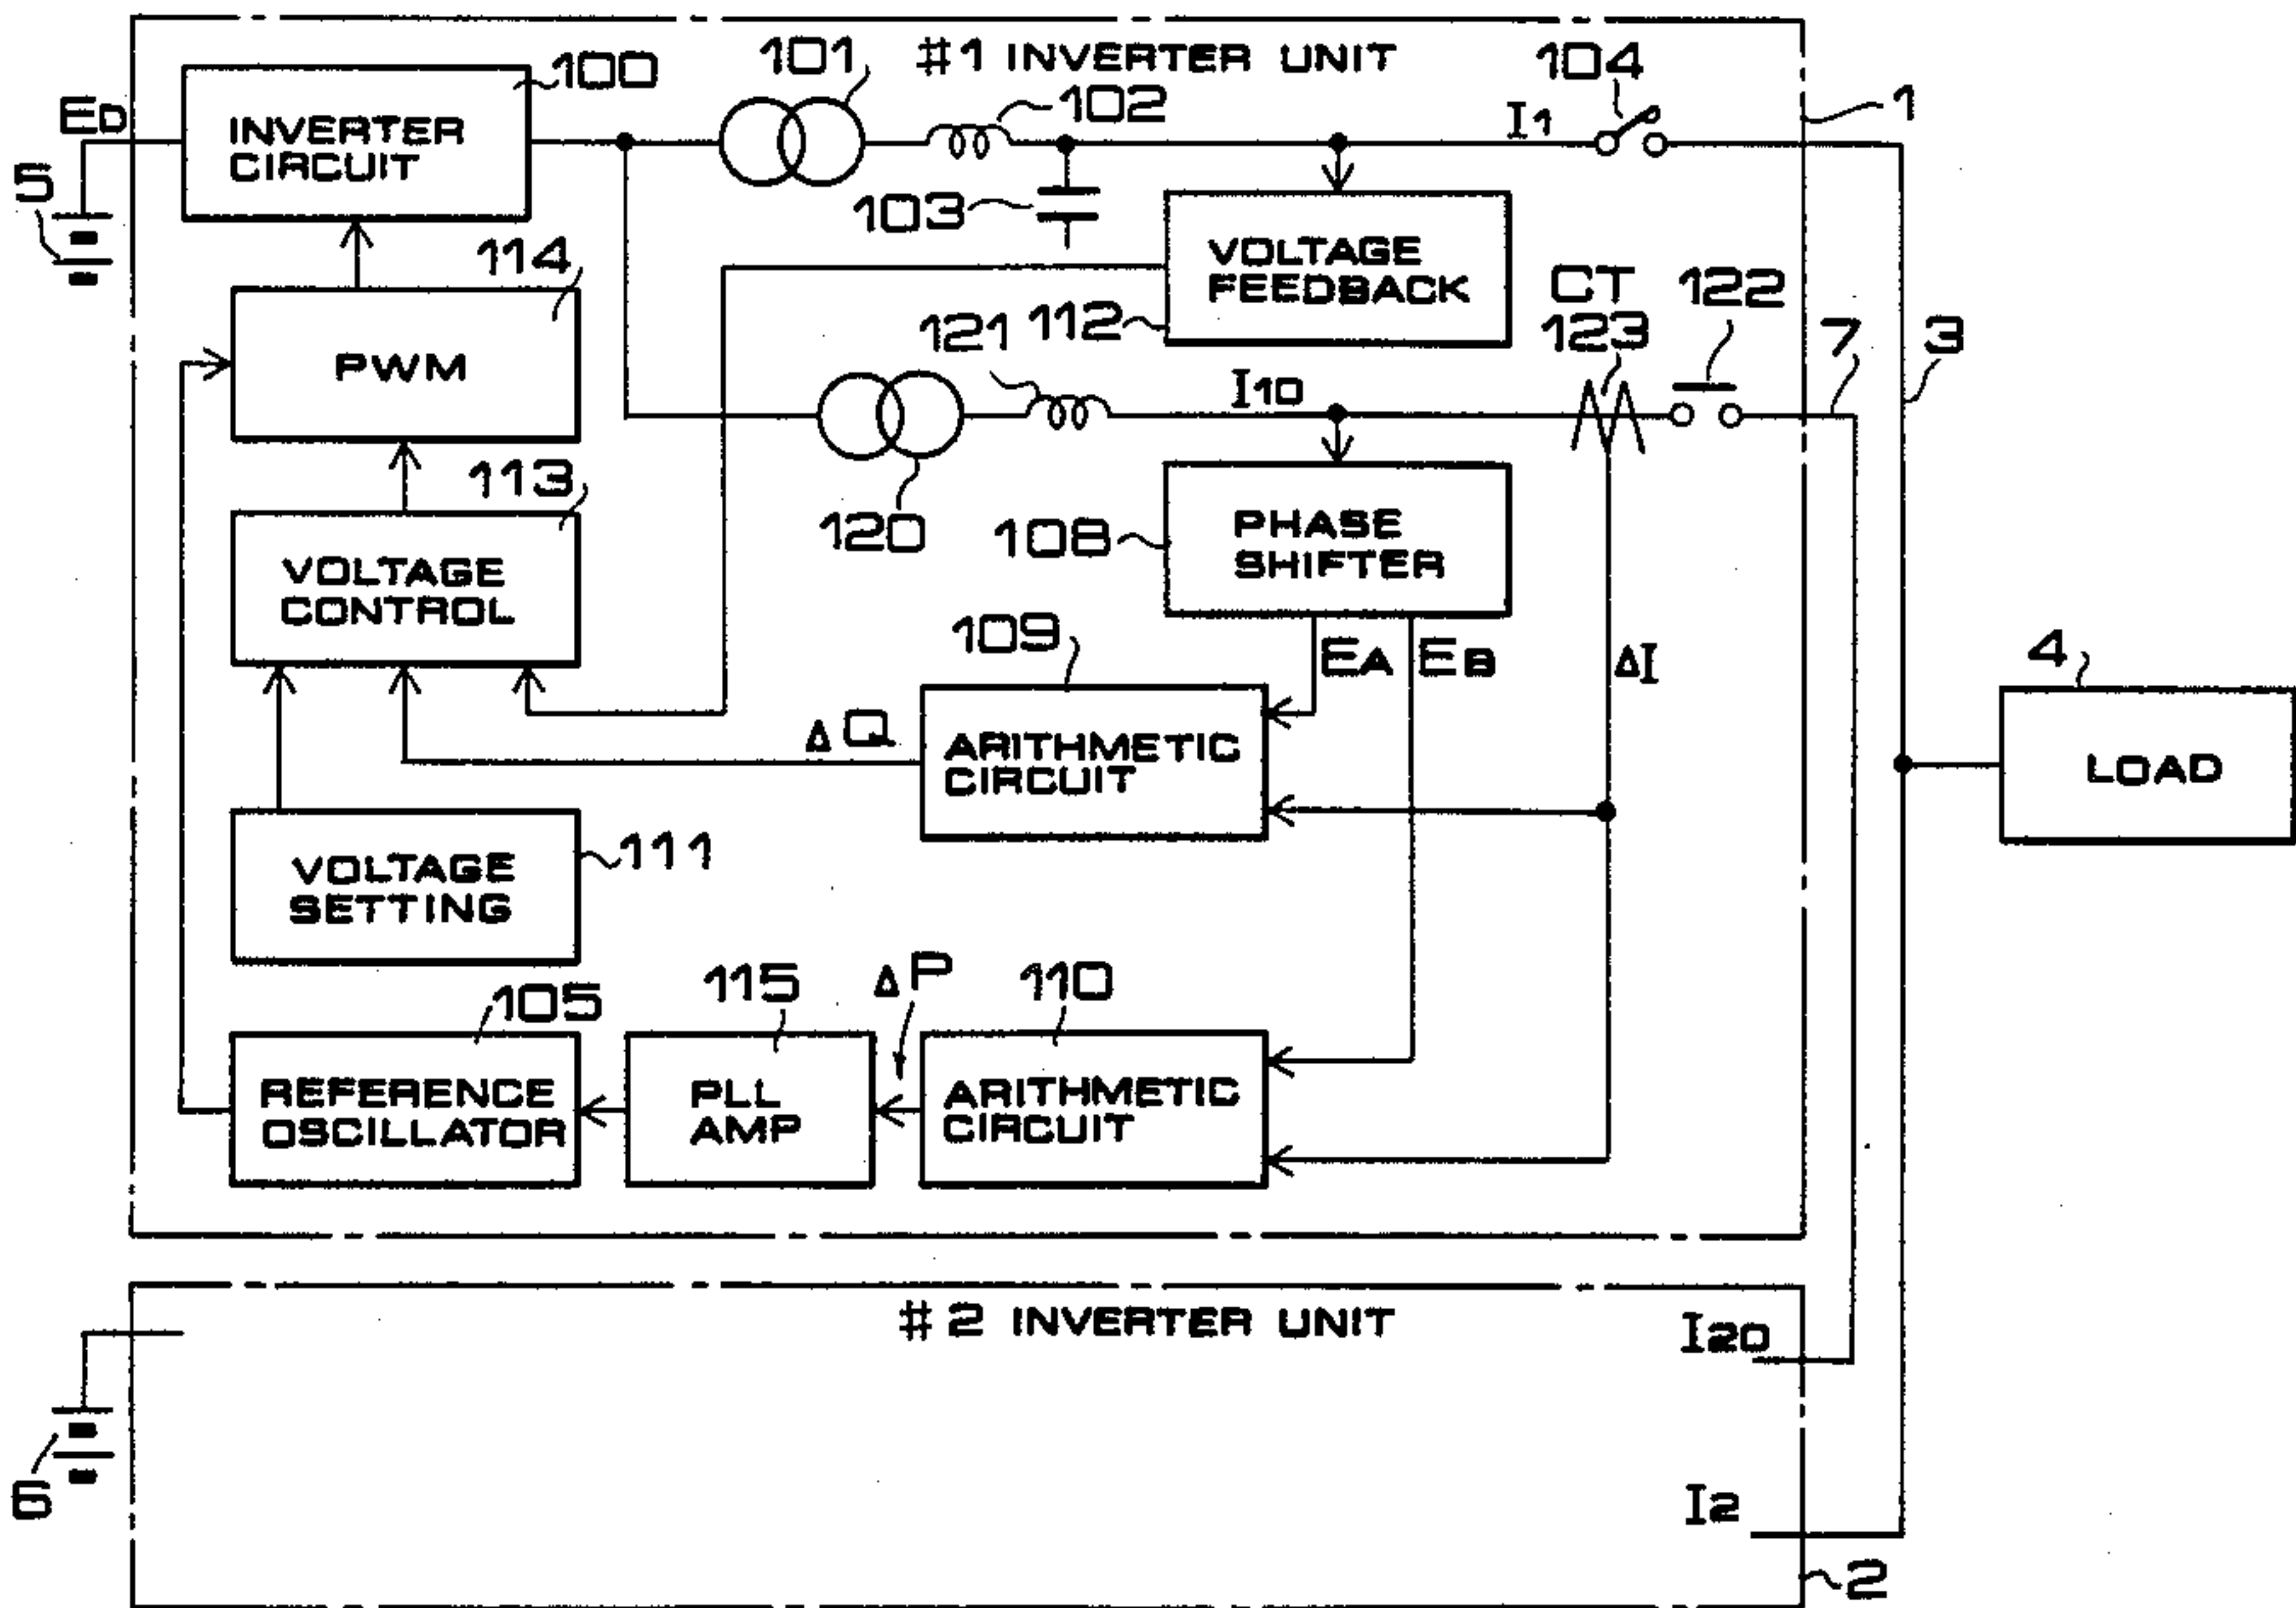 #1 INVERTER UNIT
100
101
102
104
1
ED
INVERTER
CIRCUIT
I1
5
103
114
VOLTAGE
FEEDBACK
112
CT
123
122
7
3
PWM
121
I10
113
120
108
PHASE
SHIFTER
VOLTAGE
CONTROL
109
EA
EB
ΔI
4
ΔQ
ARITHMETIC
CIRCUIT
LOAD
VOLTAGE
SETTING
111
105
115
ΔP
110
REFERENCE
OSCILLATOR
PLL
AMP
ARITHMETIC
CIRCUIT
#2 INVERTER UNIT
I20
6
I2
2